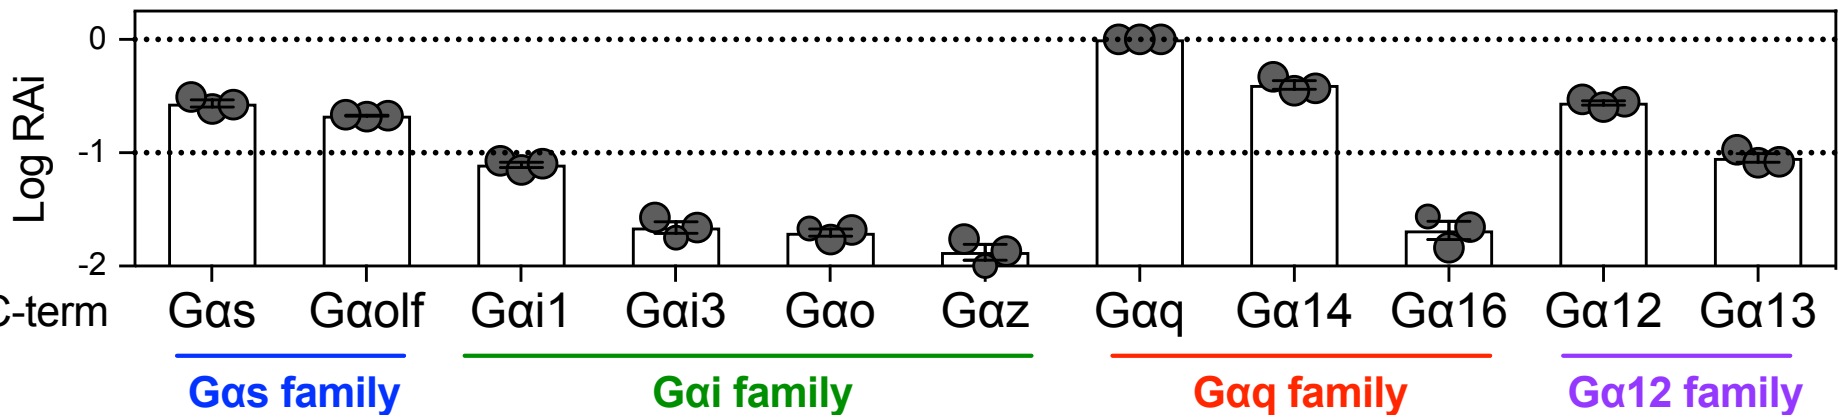 Log RAi
0
-1
-2
C-term Gαs Gαolf Gαi1 Gαi3 Gαo Gαz Gαq Gα14 Gα16 Gα12 Gα13
Gαs family Gαi family Gαq family Gα12 family